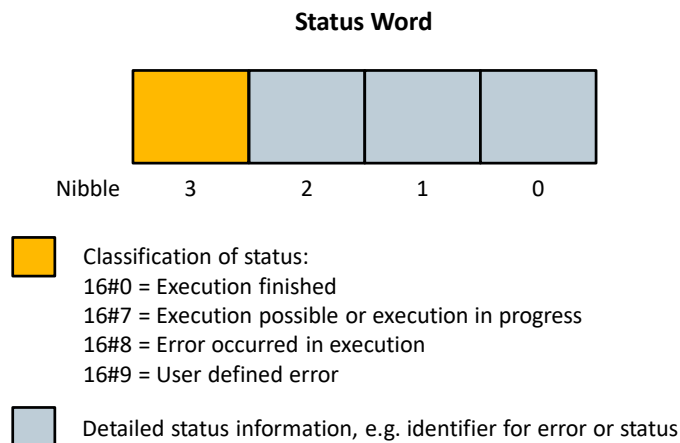 Status Word
Nibble 3 2 1 0
Classification of status:
16#0 = Execution finished
16#7 = Execution possible or execution in progress
16#8 = Error occurred in execution
16#9 = User defined error
Detailed status information, e.g. identifier for error or status